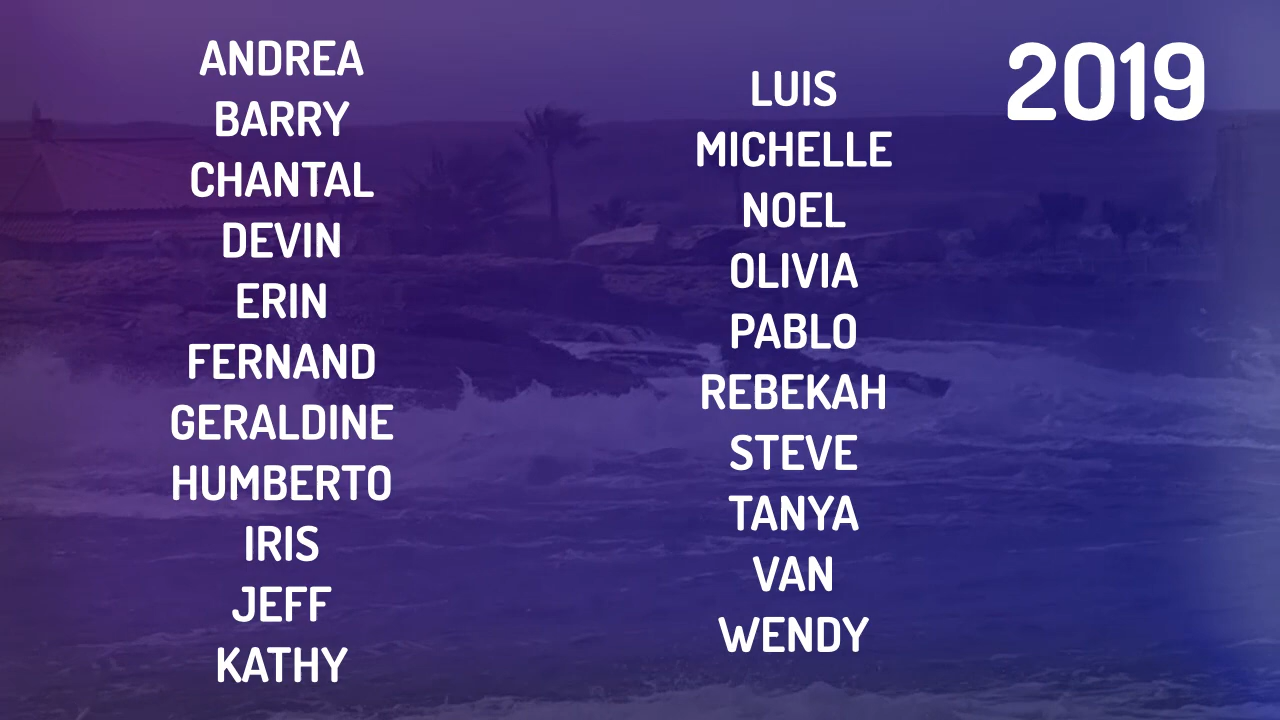 ANDREA
BARRY
CHANTAL
DEVIN
ERIN
FERNAND
GERALDINE
HUMBERTO
IRIS
JEFF
KATHY
LUIS
MICHELLE
NOEL
OLIVIA
PABLO
REBEKAH
STEVE
TANYA
VAN
WENDY
2019